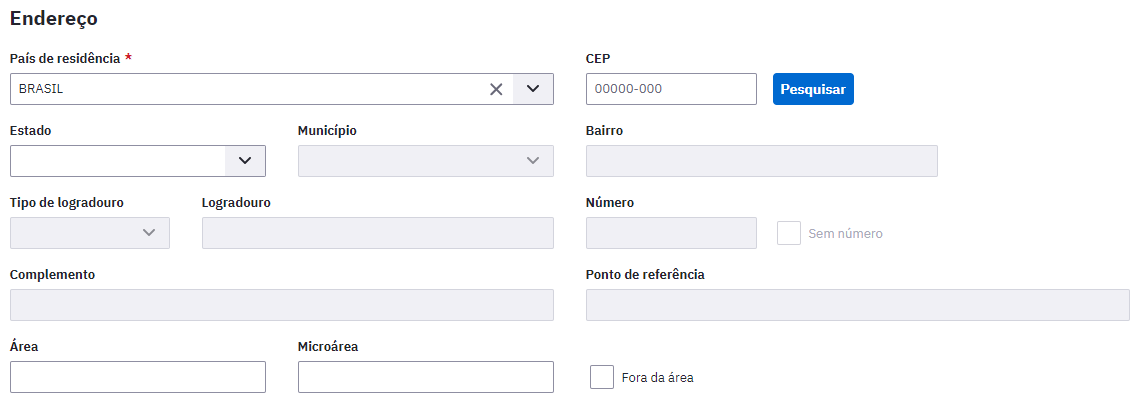 Endereço
País de residência * CEP
BRASIL 00000-000 Pesquisar
Estado Município Bairro
Tipo de logradouro Logradouro Número
Sem número
Complemento Ponto de referência
Área Microárea
Fora da área